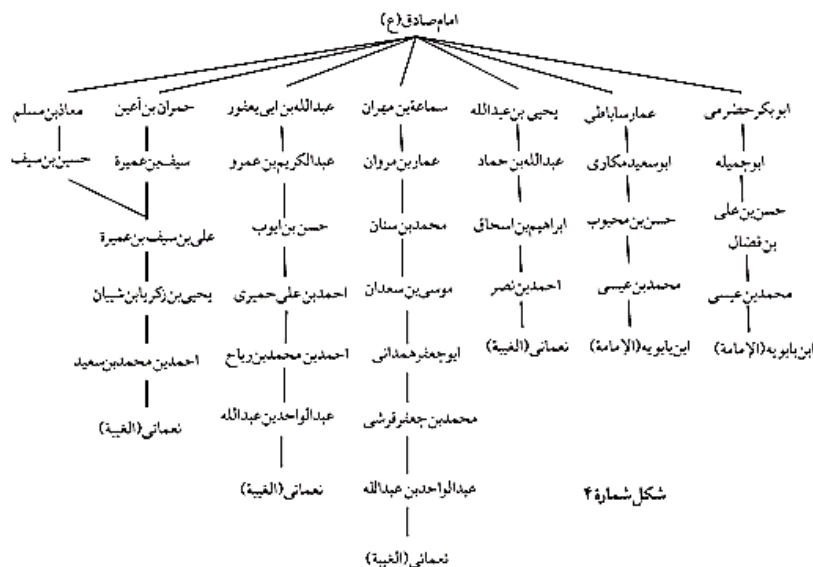 امام صادق (ع)
ابوبکر حضرمی
ابوجمیله
حسن بن علی
بن فضال
محمد بن عیسی
ابن بابویه (الإمامة)
عمار ساباطی
ابوسعید مکاری
حسن بن محبوب
محمد بن عیسی
ابن بابویه (الإمامة)
یحیی بن عبدالله
عبدالله بن حماد
ابراهیم بن اسحاق
احمد بن نصر
نعمانی (الغیبة)
سماعة بن مهران
عمار بن مروان
محمد بن سنان
موسی بن سعدان
ابوجعفر همدانی
محمد بن جعفر قرشی
عبدالواحد بن عبدالله
نعمانی (الغیبة)
عبدالله بن ابی یعفور
عبدالکریم بن عمرو
حسن بن ایوب
احمد بن علی حمیری
احمد بن محمد بن رباح
عبدالواحد بن عبدالله
نعمانی (الغیبة)
حمران بن أعین
سیف بن عمیرة
علی بن سیف بن عمیرة
یحیی بن زکریا بن شیبان
احمد بن محمد بن سعید
نعمانی (الغیبة)
معاذ بن مسلم
حسین بن سیف
شکل شمارهٔ ۴